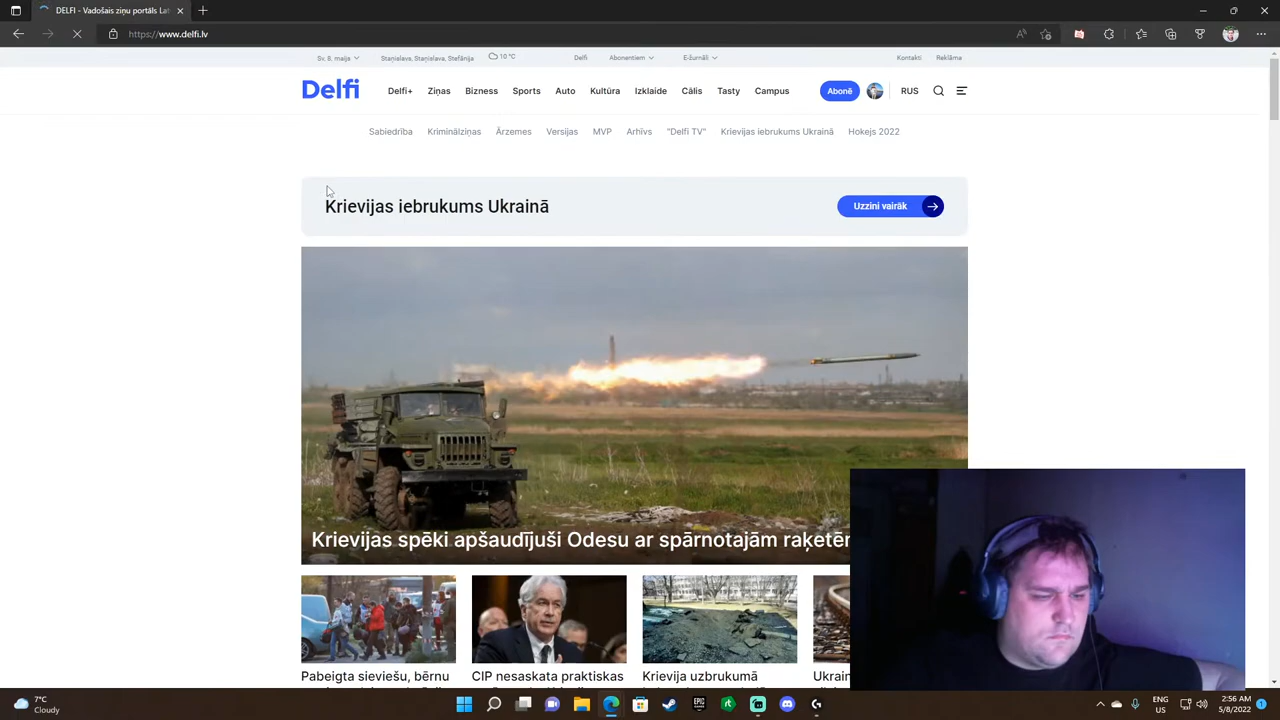 Delfi - Vadošais ziņu portāls Lat
https://www.delfi.lv
Sv, 8. maijs
Staņislava, Staņislavs, Stefānija
10 °C
Delfi
Abonentiem
E-žurnāli
Kontakti
Reklāma
Delfi
Delfi+ Ziņas Bizness Sports Auto Kultūra Izklaide Cālis Tasty Campus
Abonē
RUS
Sabiedrība Kriminālziņas Ārzemes Versijas MVP Arhīvs "Delfi TV" Krievijas iebrukums Ukrainā Hokejs 2022
Krievijas iebrukums Ukrainā
Uzzini vairāk
Krievijas spēki apšaudījuši Odesu ar spārnotajām raķetēm
Pabeigta sieviešu, bērnu
CIP nesaskata praktiskas
Krievija uzbrukumā
Ukrain
7°C
Cloudy
ENG
US
2:56 AM
5/8/2022